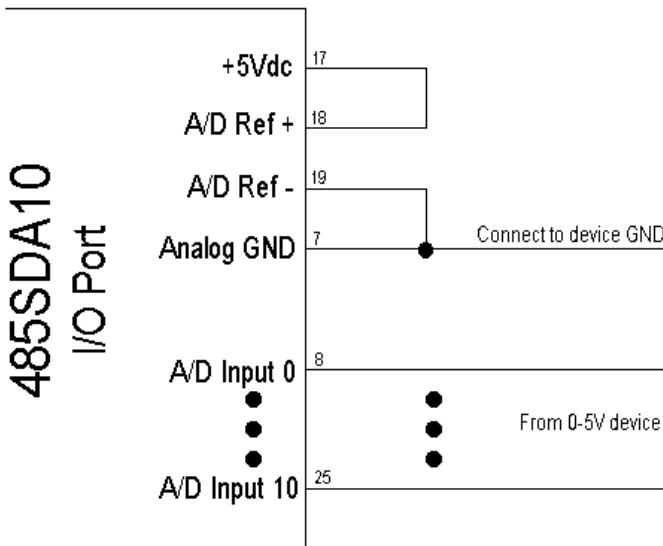 485SDA10
I/O Port
+5Vdc
17
A/D Ref +
18
A/D Ref -
19
Analog GND
7
Connect to device GND
A/D Input 0
8
From 0-5V device
A/D Input 10
25